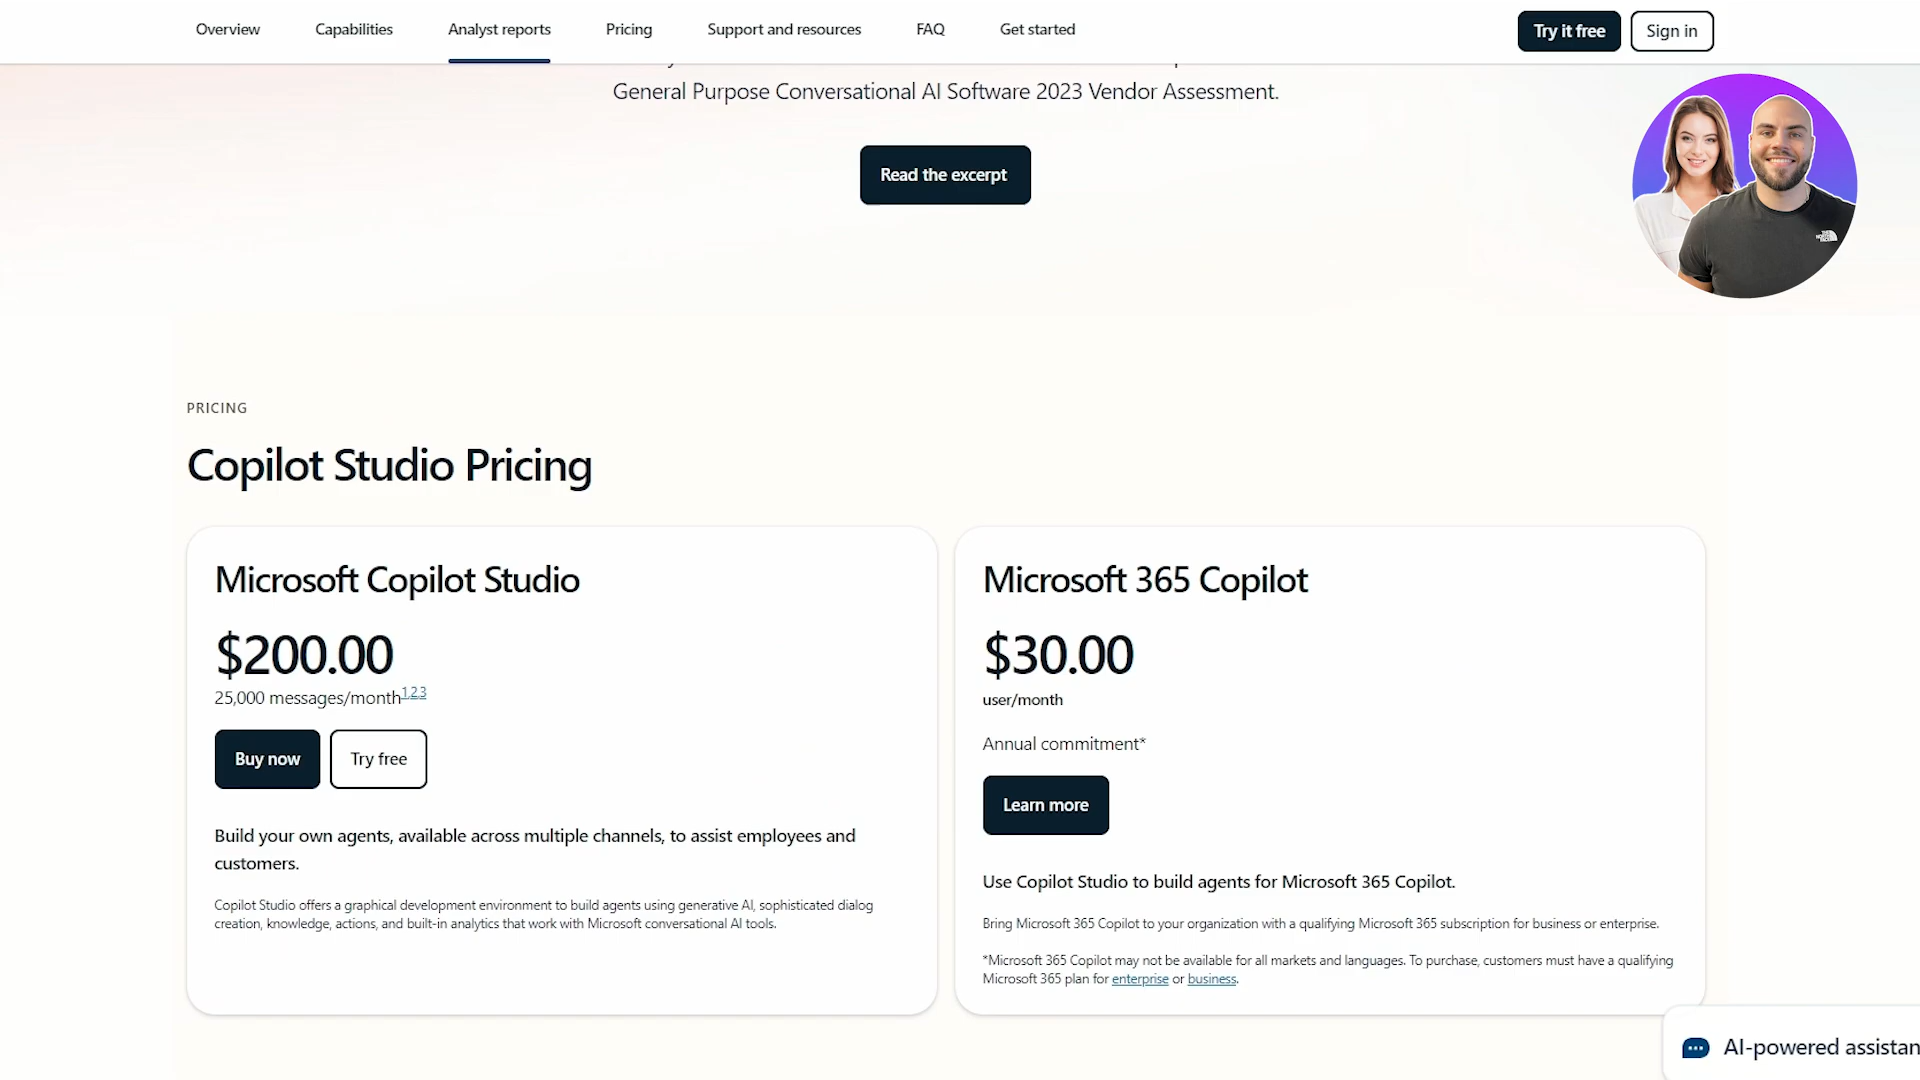 Overview Capabilities Analyst reports Pricing Support and resources FAQ Get started Try it free Sign in
General Purpose Conversational AI Software 2023 Vendor Assessment.
Read the excerpt
THE NORTH FACE
PRICING
Copilot Studio Pricing
Microsoft Copilot Studio
$200.00
25,000 messages/month1,2,3
Buy now Try free
Build your own agents, available across multiple channels, to assist employees and
customers.
Copilot Studio offers a graphical development environment to build agents using generative AI, sophisticated dialog
creation, knowledge, actions, and built-in analytics that work with Microsoft conversational AI tools.
Microsoft 365 Copilot
$30.00
user/month
Annual commitment*
Learn more
Use Copilot Studio to build agents for Microsoft 365 Copilot.
Bring Microsoft 365 Copilot to your organization with a qualifying Microsoft 365 subscription for business or enterprise.
*Microsoft 365 Copilot may not be available for all markets and languages. To purchase, customers must have a qualifying
Microsoft 365 plan for enterprise or business.
AI-powered assistan